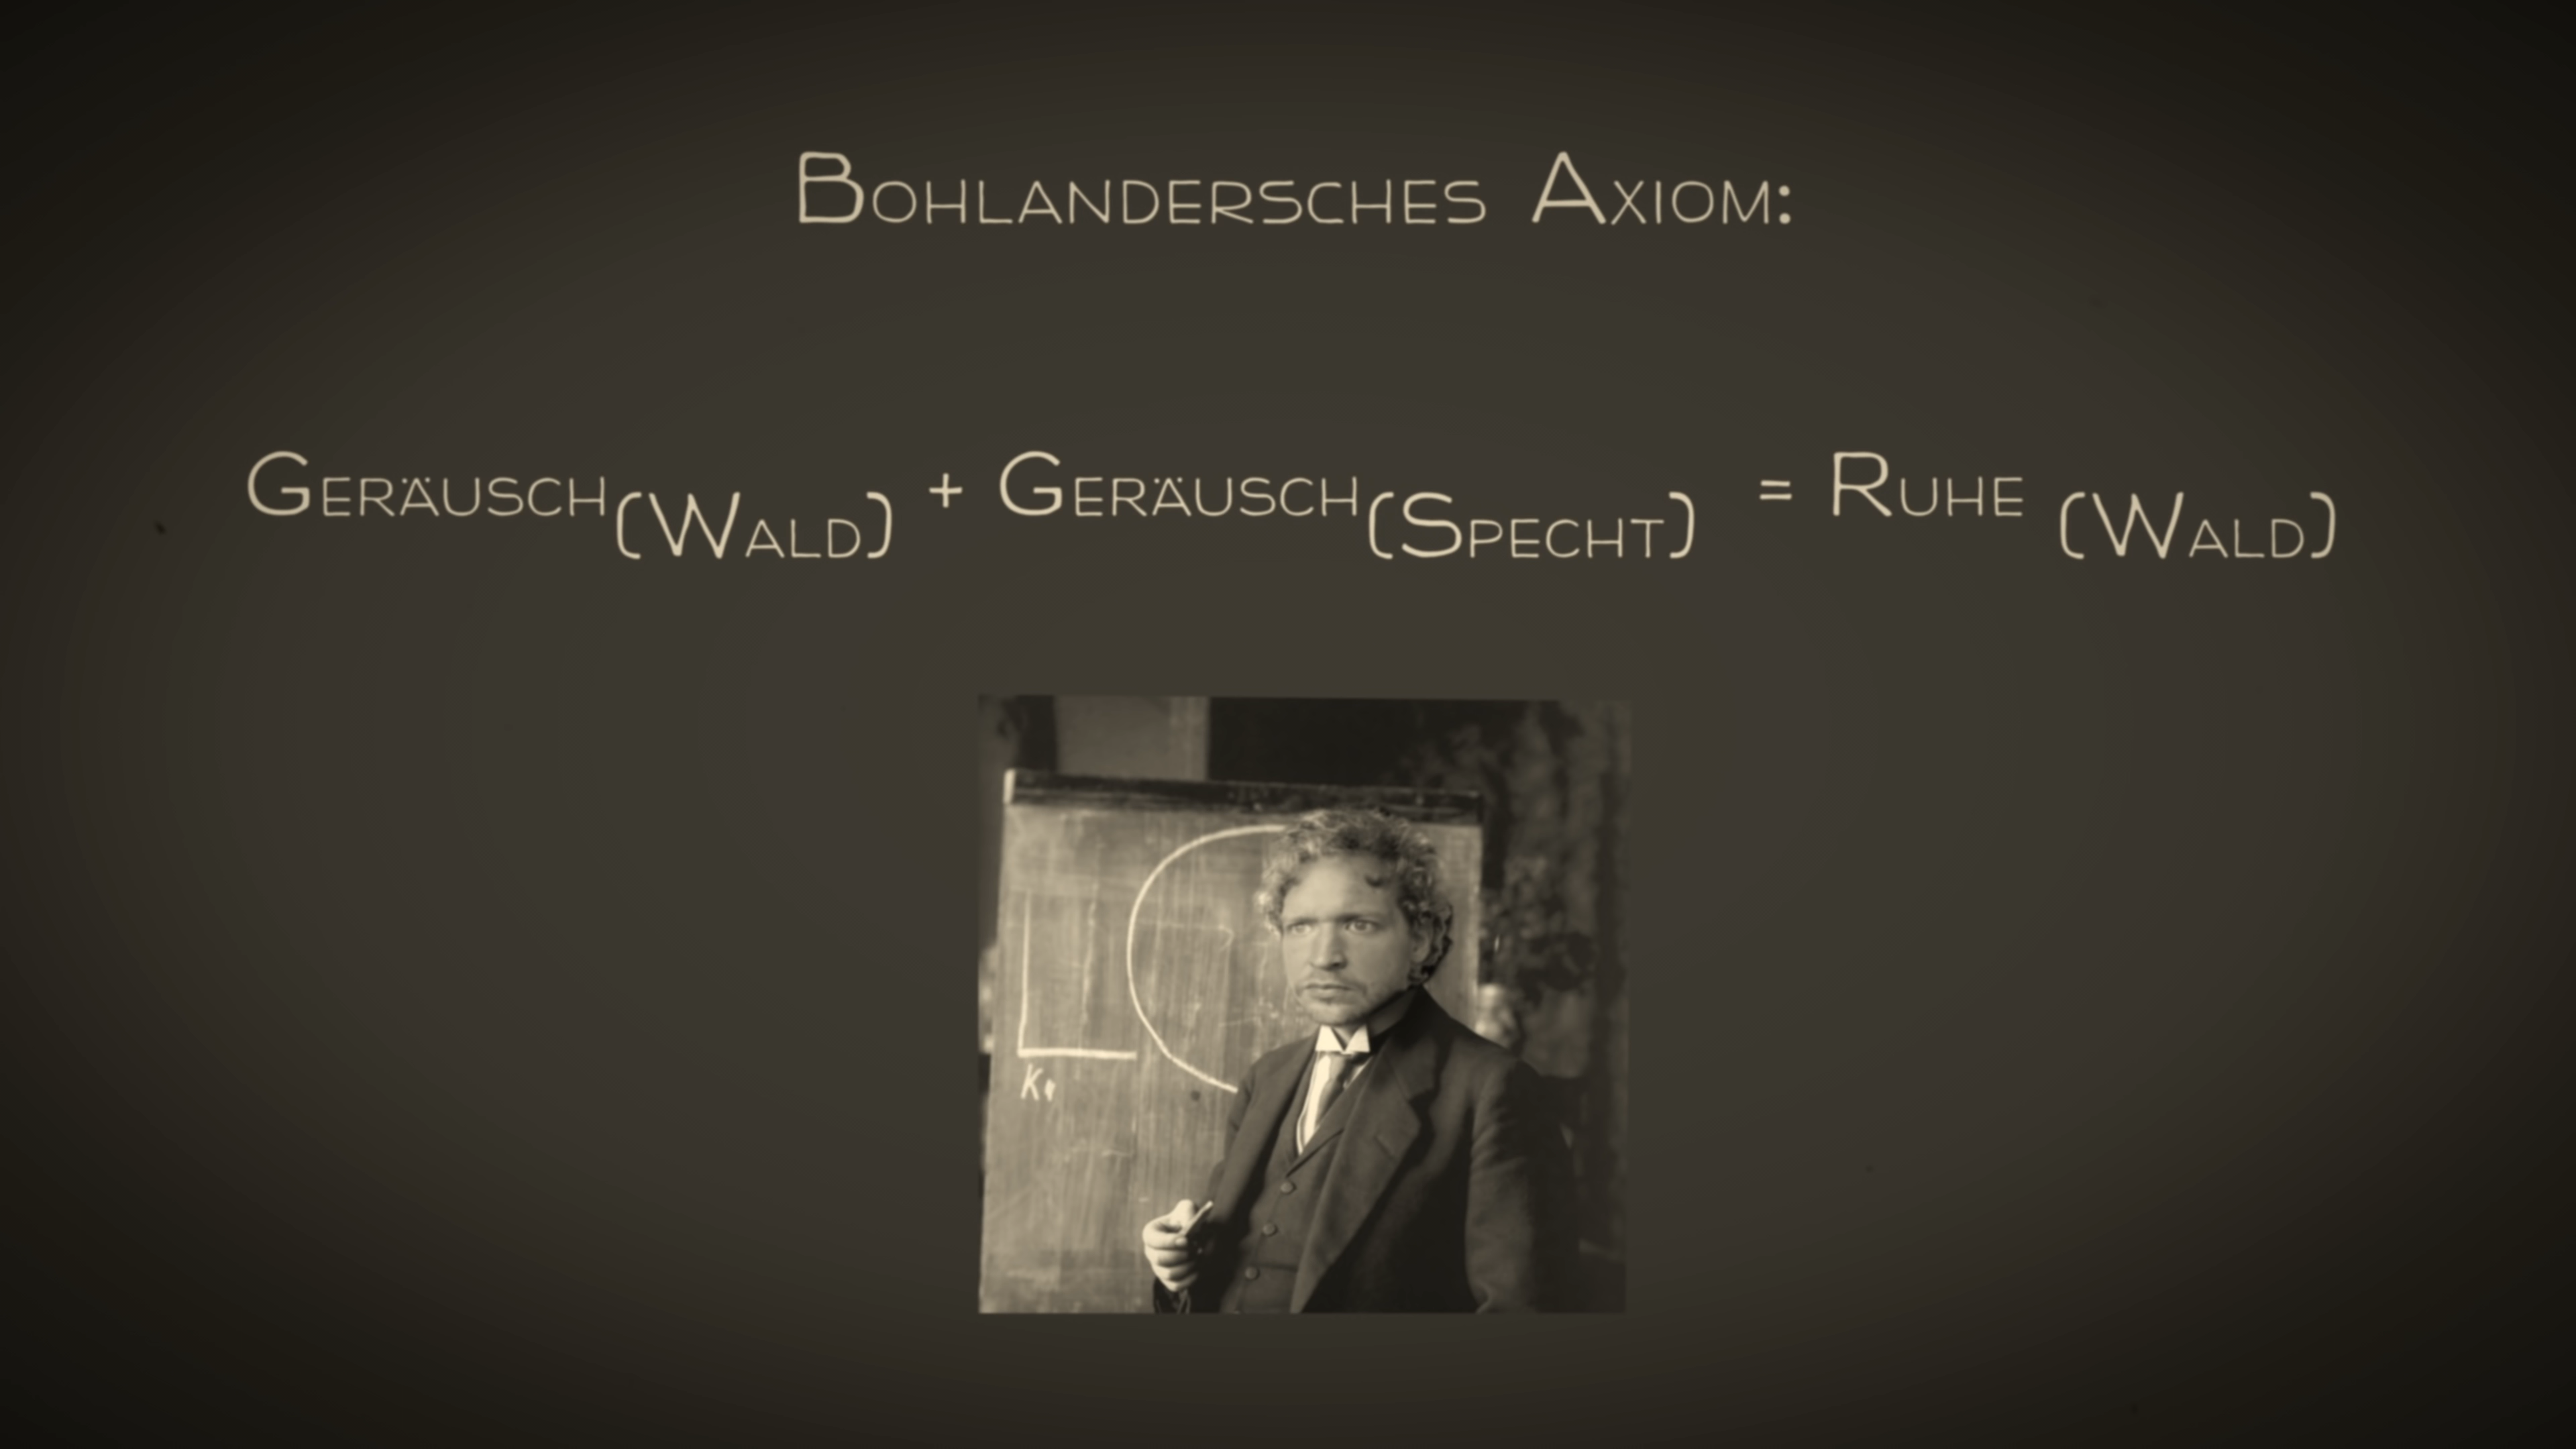 Bohlandersches Axiom:
Geräusch(Wald) + Geräusch(Specht) = Ruhe (Wald)